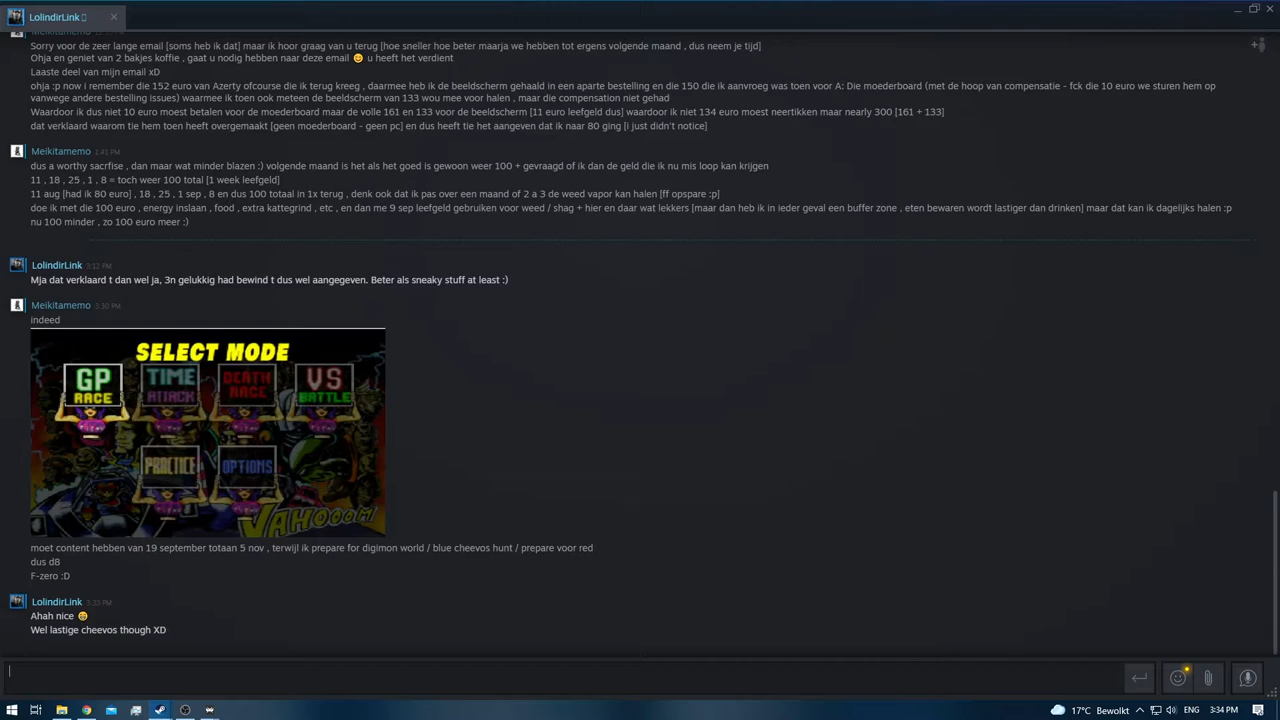 LolindirLink
Meikitamemo
Sorry voor de zeer lange email [soms heb ik dat] maar ik hoor graag van u terug [hoe sneller hoe beter maarja we hebben tot ergens volgende maand , dus neem je tijd]
Ohja en geniet van 2 bakjes koffie , gaat u nodig hebben naar deze email 😉 u heeft het verdient
Laaste deel van mijn email xD
ohja :p now i remember die 152 euro van Azerty ofcourse die ik terug kreeg , daarmee heb ik de beeldscherm gehaald in een aparte bestelling en die 150 die ik aanvroeg was toen voor A: Die moederboard (met de hoop van compensatie - fck die 10 euro we sturen hem op
vanwege andere bestelling issues) waarmee ik toen ook meteen de beeldscherm van 133 wou mee voor halen , maar die compensation niet gehad
Waardoor ik dus niet 10 euro moest betalen voor de moederboard maar de volle 161 en 133 voor de beeldscherm [11 euro leefgeld dus] waardoor ik niet 134 euro moest neertikken maar nearly 300 [161 + 133]
dat verklaard waarom tie hem toen heeft overgemaakt [geen moederboard - geen pc] en dus heeft tie het aangeven dat ik naar 80 ging [i just didn't notice]
Meikitamemo 1:41 PM
dus a worthy sacrfise , dan maar wat minder blazen :) volgende maand is het als het goed is gewoon weer 100 + gevraagd of ik dan de geld die ik nu mis loop kan krijgen
11 , 18 , 25 , 1 , 8 = toch weer 100 total [1 week leefgeld]
11 aug [had ik 80 euro] , 18 , 25 , 1 sep , 8 en dus 100 totaal in 1x terug , denk ook dat ik pas over een maand of 2 a 3 de weed vapor kan halen [ff opspare :p]
doe ik met die 100 euro , energy inslaan , food , extra kattegrind , etc , en dan me 9 sep leefgeld gebruiken voor weed / shag + hier en daar wat lekkers [maar dan heb ik in ieder geval een buffer zone , eten bewaren wordt lastiger dan drinken] maar dat kan ik dagelijks halen :p
nu 100 minder , zo 100 euro meer :)
LolindirLink 3:12 PM
Mja dat verklaard t dan wel ja, 3n gelukkig had bewind t dus wel aangegeven. Beter als sneaky stuff at least :)
Meikitamemo 3:30 PM
indeed
SELECT MODE
GP RACE TIME ATTACK DEATH RACE VS BATTLE
PRACTICE OPTIONS
VAHOOOM!
moet content hebben van 19 september totaan 5 nov , terwijl ik prepare for digimon world / blue cheevos hunt / prepare voor red
dus d8
F-zero :D
LolindirLink 3:33 PM
Ahah nice 😄
Wel lastige cheevos though XD
17°C Bewolkt ENG 3:34 PM